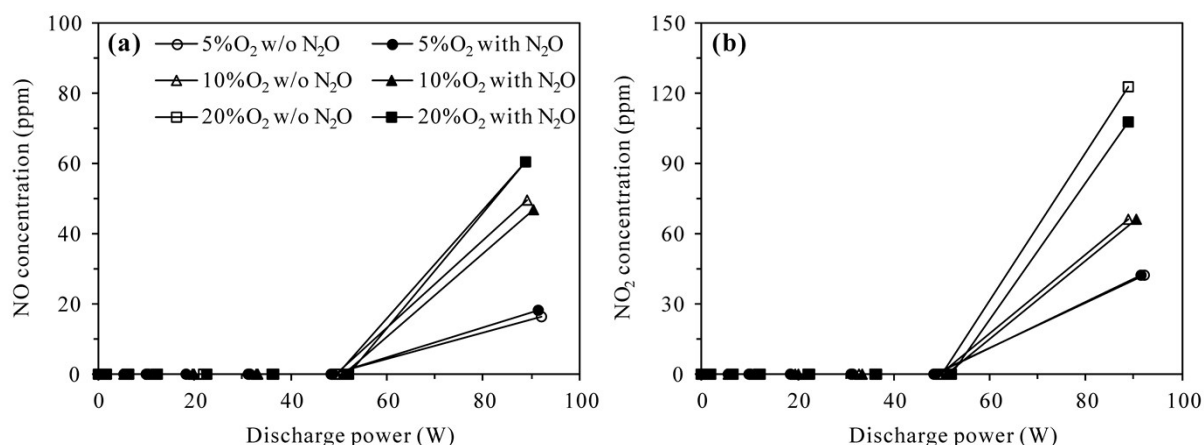 (a)
5%O₂ w/o N₂O
5%O₂ with N₂O
10%O₂ w/o N₂O
10%O₂ with N₂O
20%O₂ w/o N₂O
20%O₂ with N₂O
NO concentration (ppm)
100
80
60
40
20
0
0 20 40 60 80 100
Discharge power (W)
(b)
NO₂ concentration (ppm)
150
120
90
60
30
0
0 20 40 60 80 100
Discharge power (W)